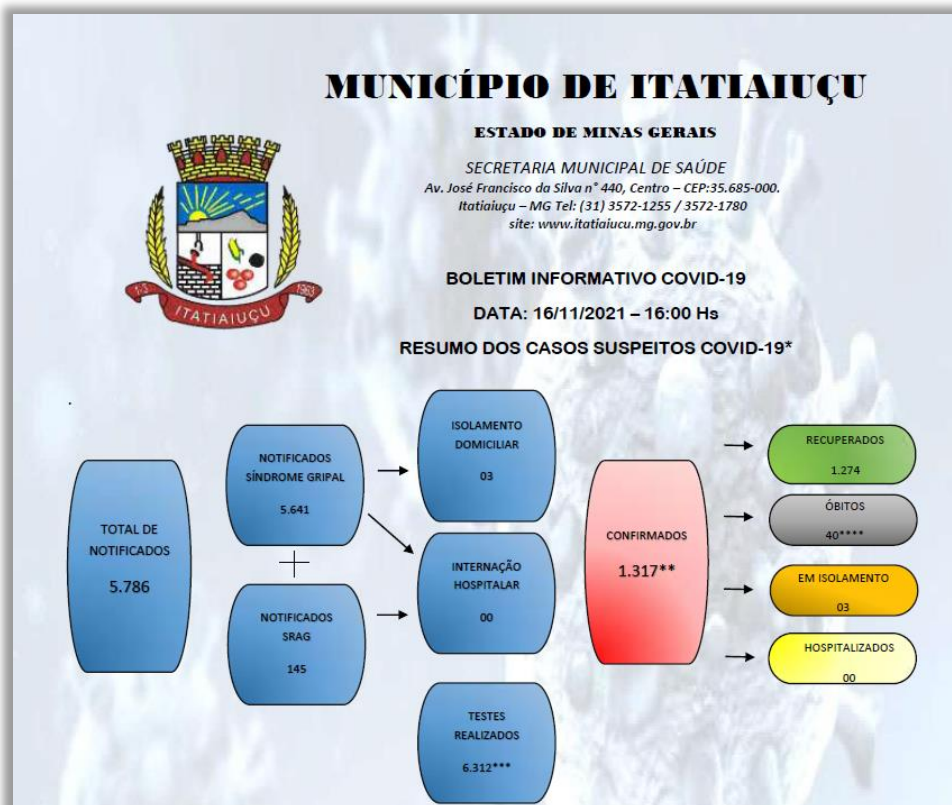 MUNICÍPIO DE ITATIAIUÇU
ESTADO DE MINAS GERAIS
SECRETARIA MUNICIPAL DE SAÚDE
Av. José Francisco da Silva n° 440, Centro – CEP:35.685-000.
Itatiaiuçu – MG Tel: (31) 3572-1255 / 3572-1780
site: www.itatiaiucu.mg.gov.br
1-3
ITATIAIUÇU
1963
BOLETIM INFORMATIVO COVID-19
DATA: 16/11/2021 – 16:00 Hs
RESUMO DOS CASOS SUSPEITOS COVID-19*
TOTAL DE
NOTIFICADOS
5.786
NOTIFICADOS
SÍNDROME GRIPAL
5.641
NOTIFICADOS
SRAG
145
ISOLAMENTO
DOMICILIAR
03
INTERNAÇÃO
HOSPITALAR
00
TESTES
REALIZADOS
6.312***
CONFIRMADOS
1.317**
RECUPERADOS
1.274
ÓBITOS
40****
EM ISOLAMENTO
03
HOSPITALIZADOS
00